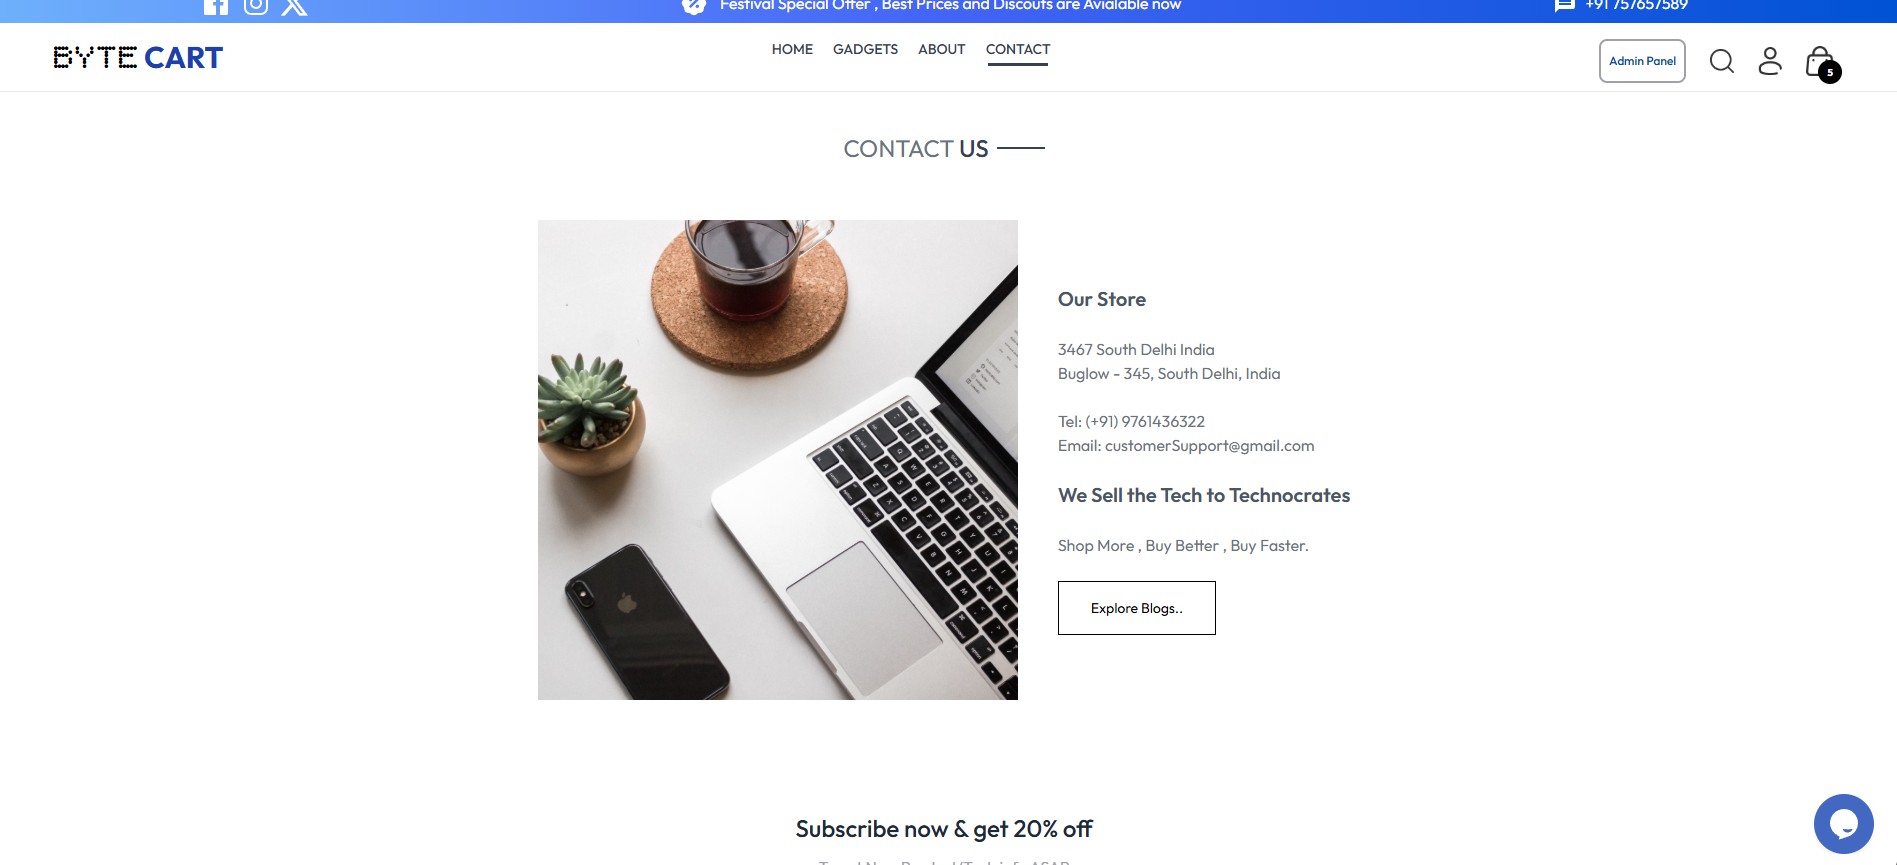 Festival Special Offer , Best Prices and Discouts are Avialable now
+91 757657589
BYTE CART
HOME GADGETS ABOUT CONTACT
Admin Panel
5
CONTACT US
Our Store
3467 South Delhi India
Buglow - 345, South Delhi, India
Tel: (+91) 9761436322
Email: customerSupport@gmail.com
We Sell the Tech to Technocrates
Shop More , Buy Better , Buy Faster.
Explore Blogs..
Subscribe now & get 20% off